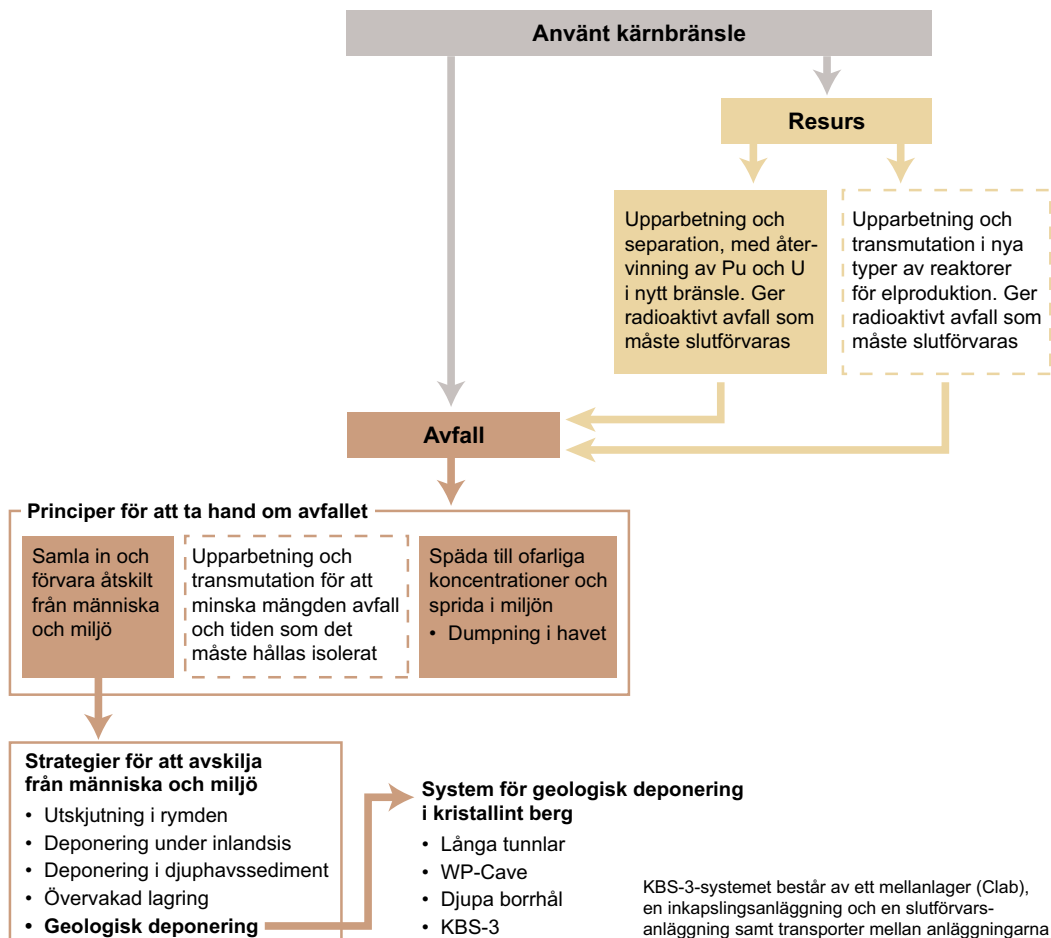 Använt kärnbränsle
Resurs
Upparbetning och
separation, med åter-
vinning av Pu och U
i nytt bränsle. Ger
radioaktivt avfall som
måste slutförvaras
Upparbetning och
transmutation i nya
typer av reaktorer
för elproduktion. Ger
radioaktivt avfall som
måste slutförvaras
Avfall
Principer för att ta hand om avfallet
Samla in och
förvara åtskilt
från människa
och miljö
Upparbetning och
transmutation för att
minska mängden avfall
och tiden som det
måste hållas isolerat
Späda till ofarliga
koncentrationer och
sprida i miljön
• Dumpning i havet
Strategier för att avskilja
från människa och miljö
• Utskjutning i rymden
• Deponering under inlandsis
• Deponering i djuphavssediment
• Övervakad lagring
• Geologisk deponering
System för geologisk deponering
i kristallint berg
• Långa tunnlar
• WP-Cave
• Djupa borrhål
• KBS-3
KBS-3-systemet består av ett mellanlager (Clab),
en inkapslingsanläggning och en slutförvars-
anläggning samt transporter mellan anläggningarna